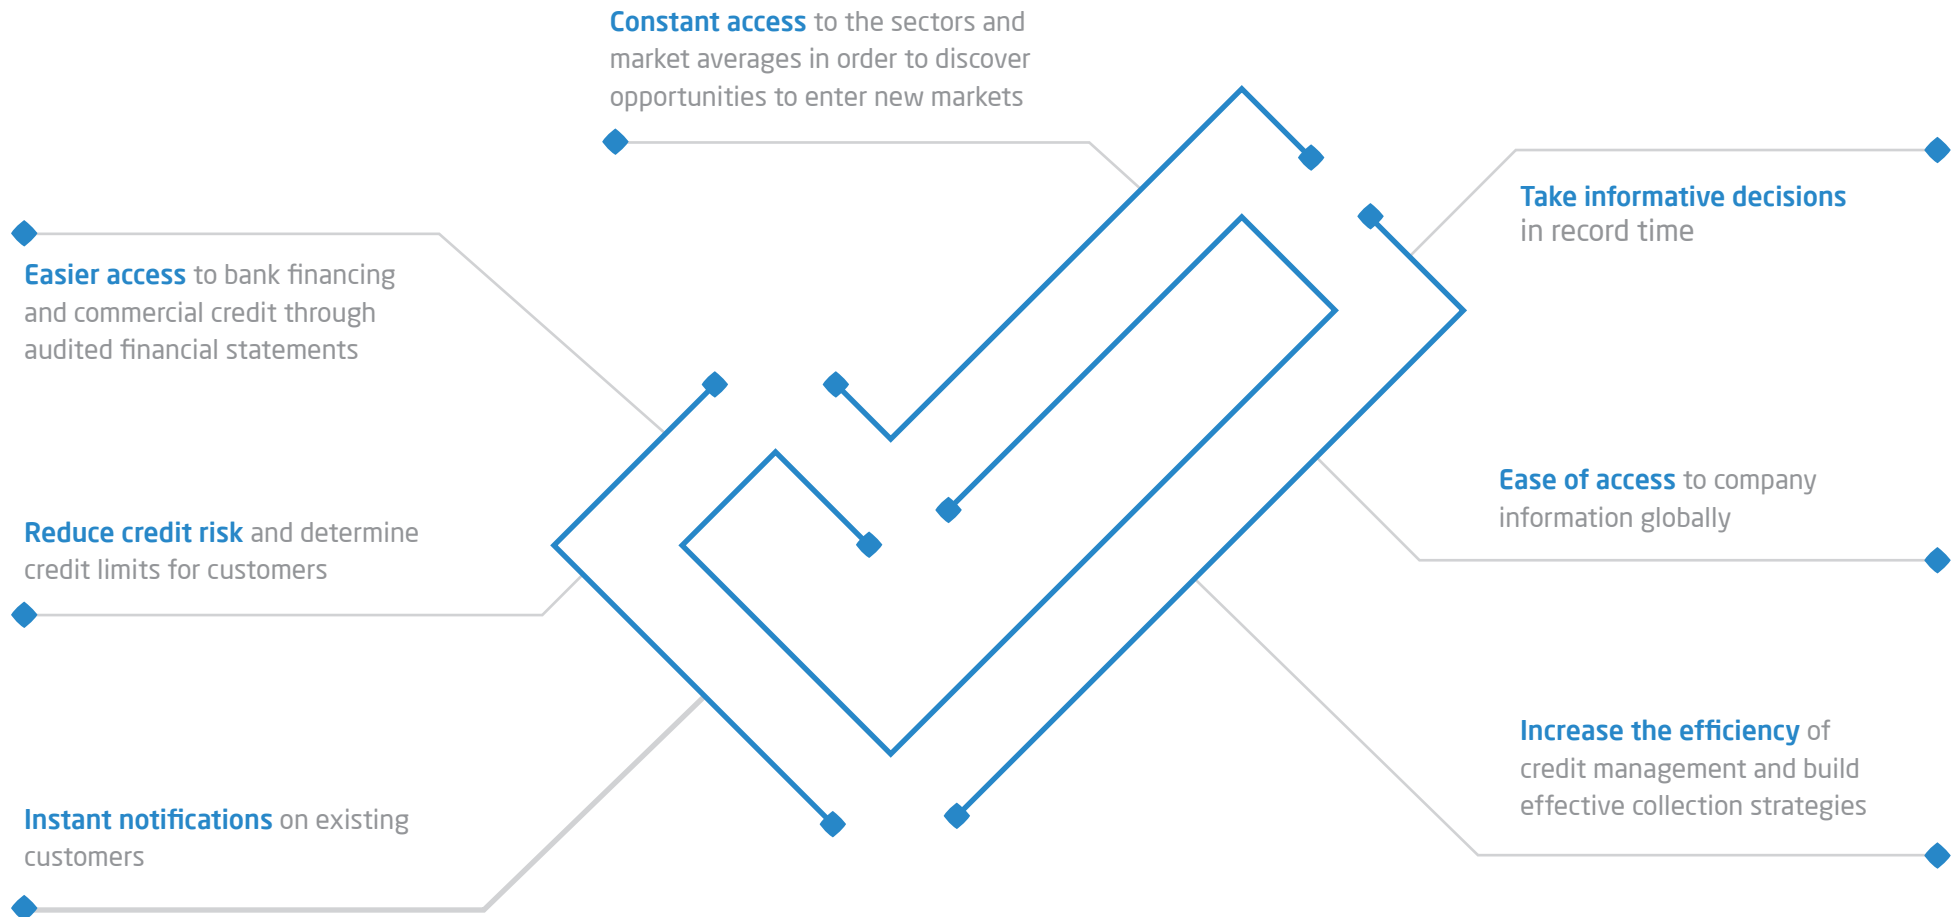 Constant access to the sectors and
market averages in order to discover
opportunities to enter new markets
Take informative decisions
in record time
Easier access to bank financing
and commercial credit through
audited financial statements
Ease of access to company
information globally
Reduce credit risk and determine
credit limits for customers
Increase the efficiency of
credit management and build
effective collection strategies
Instant notifications on existing
customers